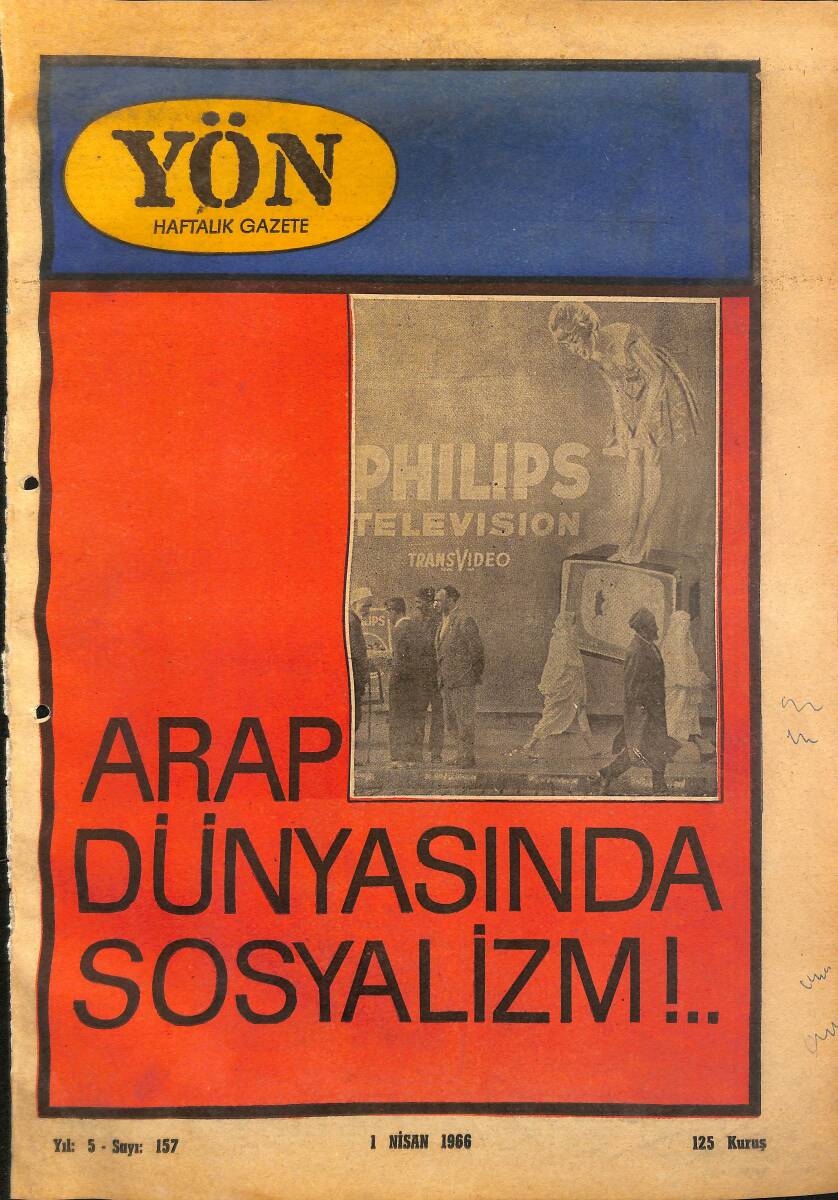 YÖN
HAFTALIK GAZETE
PHILIPS
TELEVISION
TRANSVIDEO
ARAP
DÜNYASINDA
SOSYALİZM!..
Yıl: 5 - Sayı: 157
1 NİSAN 1966
125 Kuruş